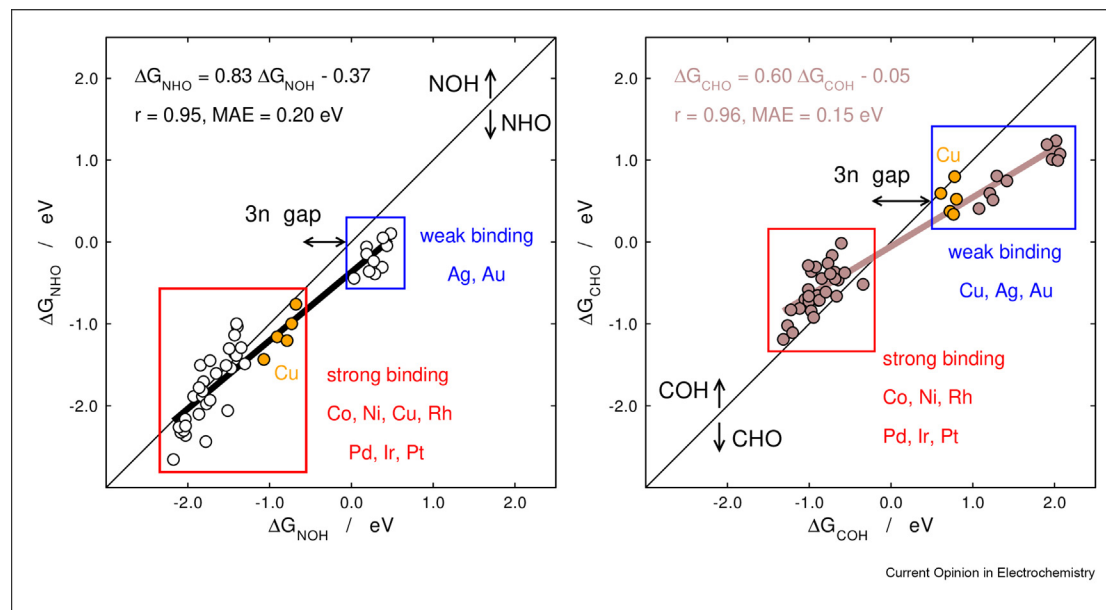 ΔG_NHO = 0.83 ΔG_NOH - 0.37
r = 0.95, MAE = 0.20 eV
NOH
NHO
3n gap
weak binding
Ag, Au
Cu
strong binding
Co, Ni, Cu, Rh
Pd, Ir, Pt
2.0
1.0
0.0
-1.0
-2.0
ΔG_NHO / eV
-2.0 -1.0 0.0 1.0 2.0
ΔG_NOH / eV
ΔG_CHO = 0.60 ΔG_COH - 0.05
r = 0.96, MAE = 0.15 eV
Cu
3n gap
weak binding
Cu, Ag, Au
strong binding
Co, Ni, Rh
Pd, Ir, Pt
COH
CHO
2.0
1.0
0.0
-1.0
-2.0
ΔG_CHO / eV
-2.0 -1.0 0.0 1.0 2.0
ΔG_COH / eV
Current Opinion in Electrochemistry